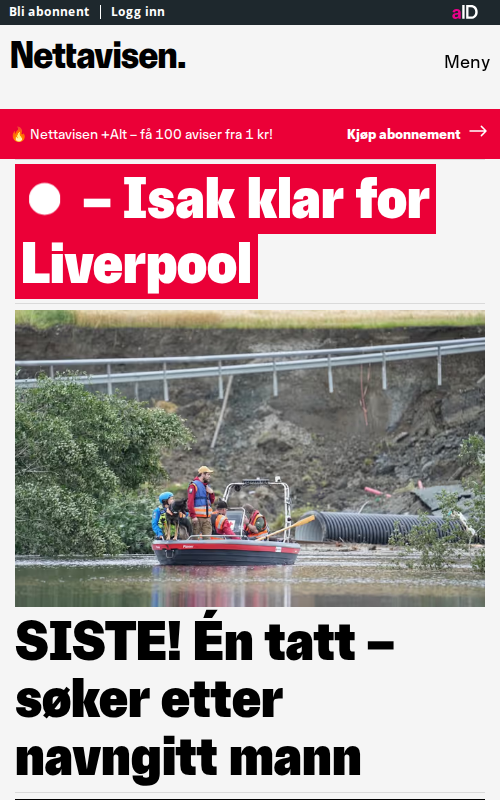 Bli abonnent | Logg inn
aID
Nettavisen.
Meny
🔥 Nettavisen +Alt – få 100 aviser fra 1 kr!
Kjøp abonnement →
– Isak klar for
Liverpool
SISTE! Én tatt –
søker etter
navngitt mann